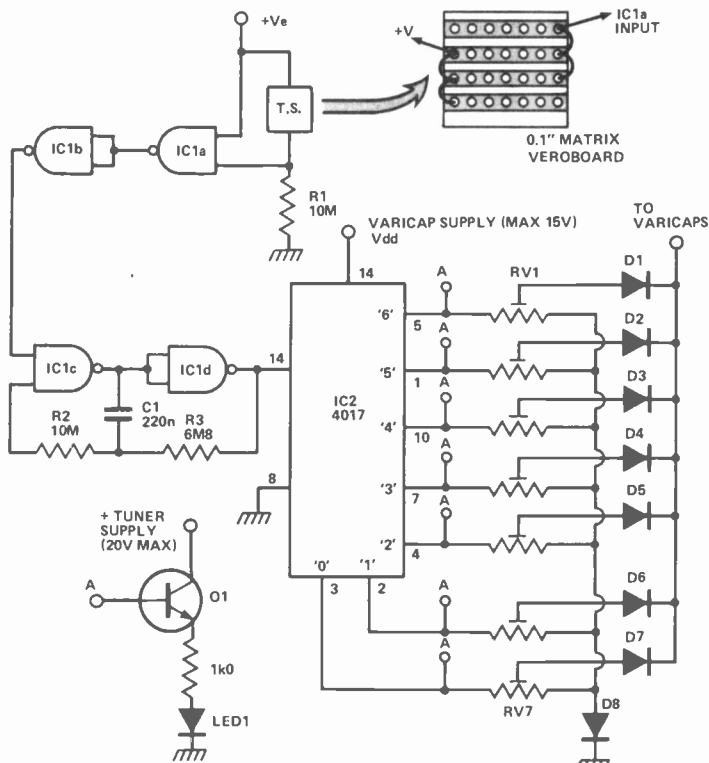 +Ve
IC1a
INPUT
+V
T.S.
IC1b
IC1a
0.1" MATRIX
VEROBOARD
R1
10M
VARICAP SUPPLY (MAX 15V)
Vdd
TO
VARICAPS
14
A
RV1
D1
'6'
5
A
D2
'5'
1
A
D3
IC1c
IC1d
14
IC2
4017
'4'
10
A
D4
R2
10M
C1
220n
R3
6M8
'3'
7
A
D5
8
'2'
4
+ TUNER
SUPPLY
(20V MAX)
'0'
'1'
3
2
A
D6
A
Q1
A
D7
1k0
RV7
D8
LED1